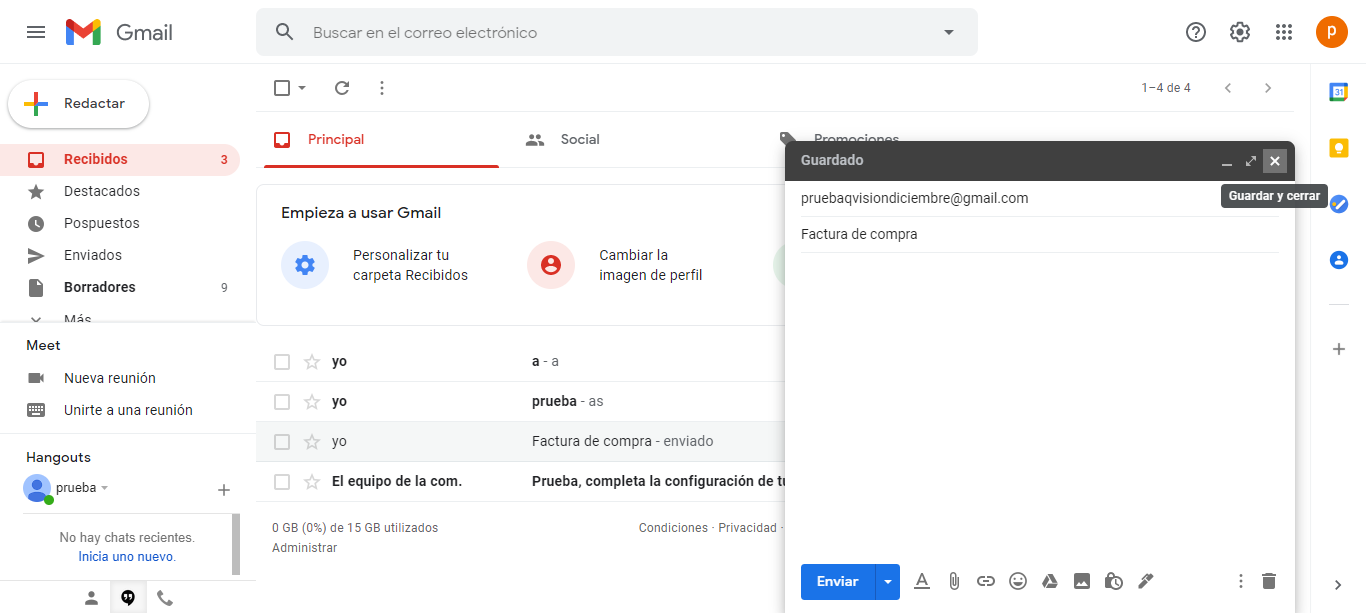 Gmail
Buscar en el correo electrónico
p
Redactar
1–4 de 4
31
Recibidos 3
Destacados
Pospuestos
Enviados
Borradores 9
Más
Principal
Social
Promociones
Empieza a usar Gmail
Personalizar tu
carpeta Recibidos
Cambiar la
imagen de perfil
Meet
Nueva reunión
Unirte a una reunión
Hangouts
prueba
No hay chats recientes.
Inicia uno nuevo.
yo a - a
yo prueba - as
yo Factura de compra - enviado
El equipo de la com. Prueba, completa la configuración de tu
0 GB (0%) de 15 GB utilizados
Administrar
Condiciones · Privacidad ·
Guardado
Guardar y cerrar
pruebaqvisiondiciembre@gmail.com
Factura de compra
Enviar